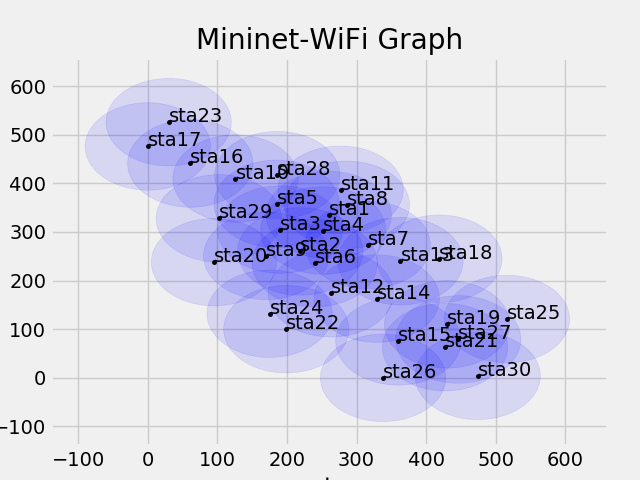 Mininet-WiFi Graph
600
500
400
300
200
100
0
−100
sta23
sta17
sta16
sta28
sta10
sta11
sta5
sta8
sta29
sta1
sta3
sta4
sta7
sta2
sta9
sta18
sta13
sta20
sta6
sta12
sta14
sta24
sta25
sta22
sta19
sta27
sta15
sta21
sta26
sta30
−100 0 100 200 300 400 500 600